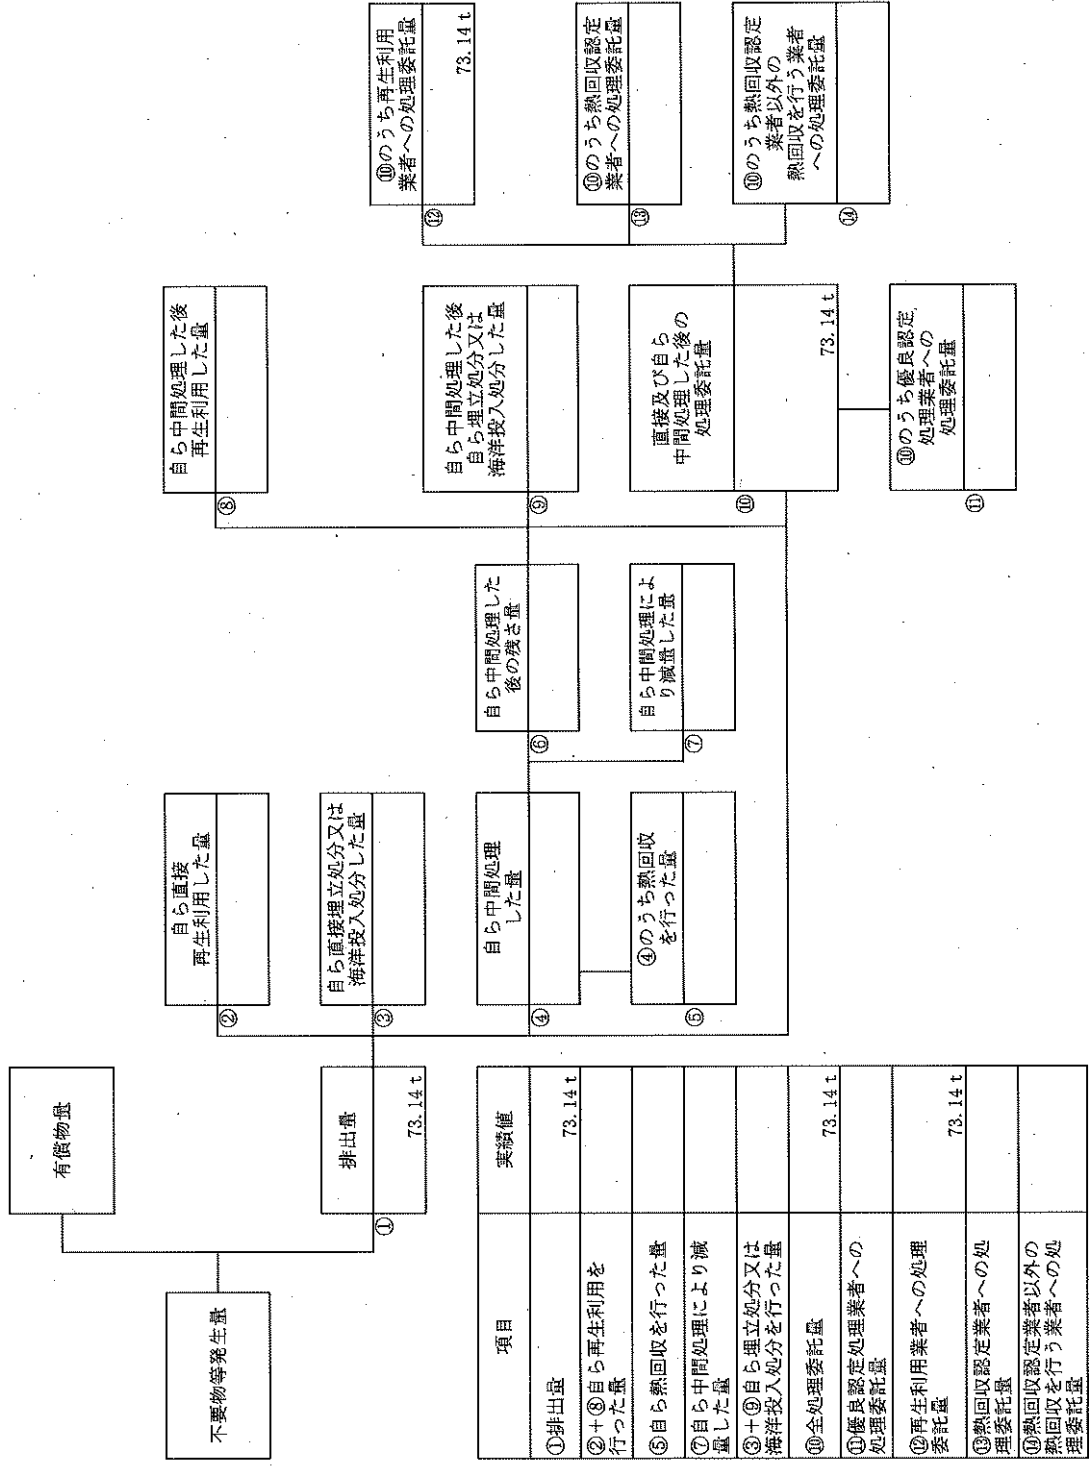 不要物等発生量
有償物量
排出量
①
73.14 t
自ら直接
再生利用した量
②
自ら直接埋立処分又は
海洋投入処分した量
③
自ら中間処理
した量
④
④のうち熱回収
を行った量
⑤
自ら中間処理した
後の残さ量
⑥
自ら中間処理によ
り減量した量
⑦
自ら中間処理した後
再生利用した量
⑧
自ら中間処理した後
自ら埋立処分又は
海洋投入処分した量
⑨
直接及び自ら
中間処理した後の
処理委託量
⑩
73.14 t
⑩のうち優良認定
処理業者への
処理委託量
⑪
⑩のうち再生利用
業者への処理委託量
⑫
73.14 t
⑩のうち熱回収認定
業者への処理委託量
⑬
⑩のうち熱回収認定
業者以外の
熱回収を行う業者
への処理委託量
⑭
項目 実績値
①排出量 73.14 t
②+⑧自ら再生利用を
行った量
⑤自ら熱回収を行った量
⑦自ら中間処理により減
量した量
③+⑨自ら埋立処分又は
海洋投入処分を行った量
⑩全処理委託量 73.14 t
⑪優良認定処理業者への
処理委託量
⑫再生利用業者への処理
委託量 73.14 t
⑬熱回収認定業者への処
理委託量
⑭熱回収認定業者以外の
熱回収を行う業者への処
理委託量